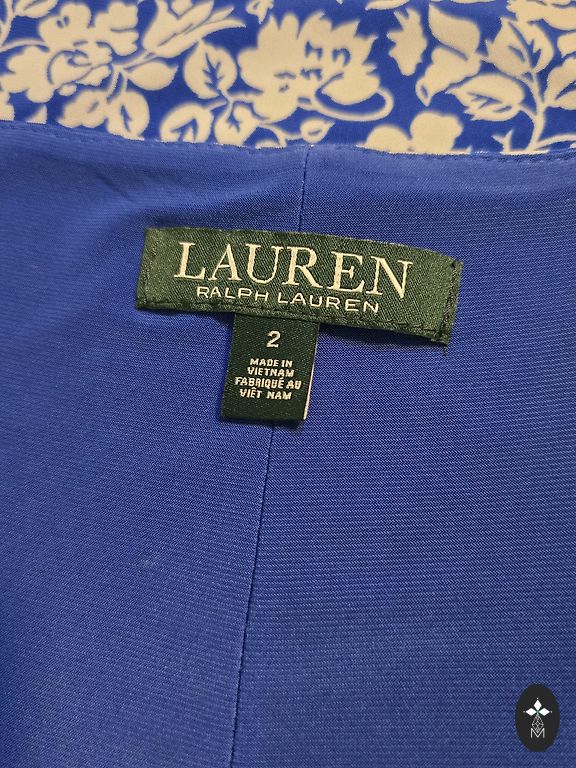 LAUREN
RALPH LAUREN
2
MADE IN
VIETNAM
FABRIQUÉ AU
VIÊT NAM
M